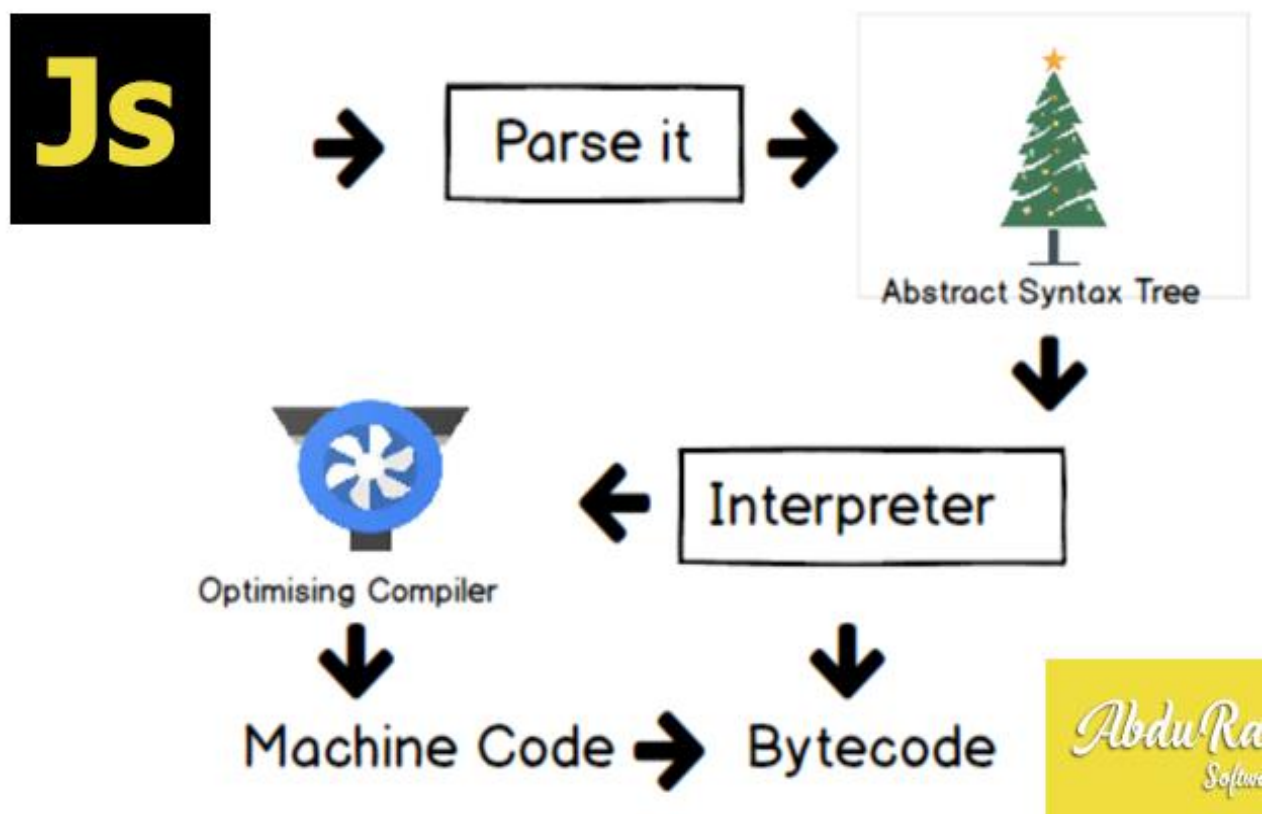 Js
Parse it
Abstract Syntax Tree
Interpreter
Optimising Compiler
Machine Code
Bytecode